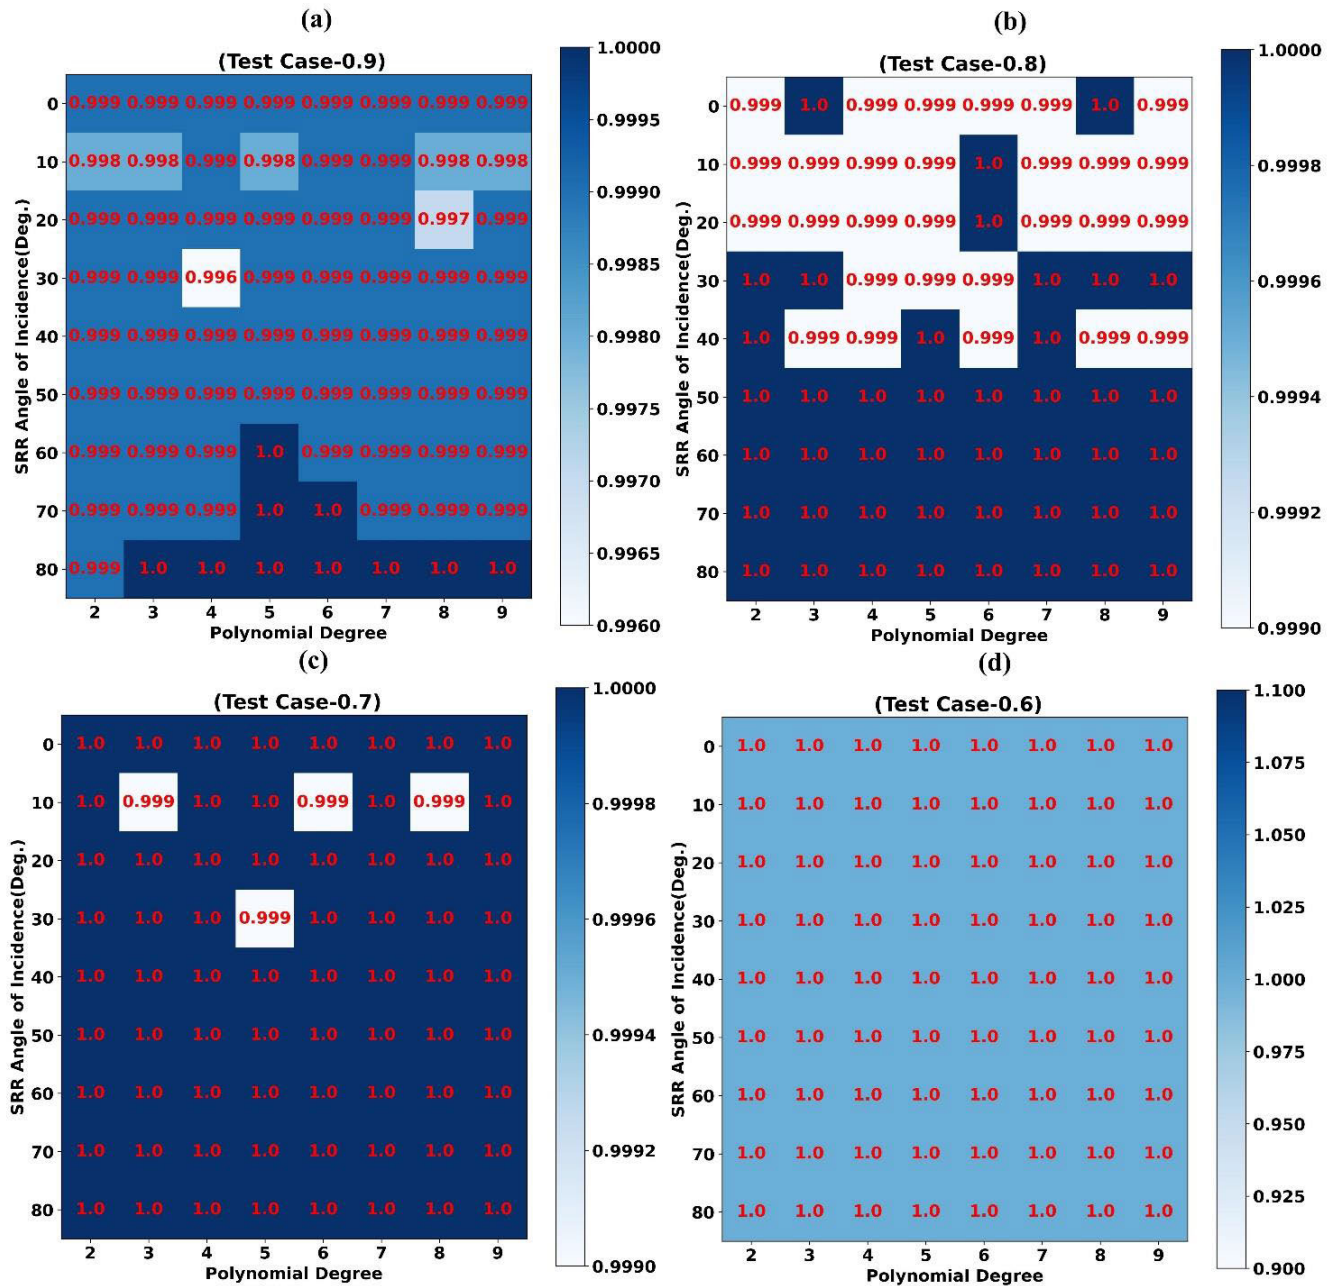 (a)
(Test Case-0.9)
SRR Angle of Incidence(Deg.)
0 0.999 0.999 0.999 0.999 0.999 0.999 0.999 0.999
10 0.998 0.998 0.999 0.998 0.999 0.999 0.998 0.998
20 0.999 0.999 0.999 0.999 0.999 0.999 0.997 0.999
30 0.999 0.999 0.996 0.999 0.999 0.999 0.999 0.999
40 0.999 0.999 0.999 0.999 0.999 0.999 0.999 0.999
50 0.999 0.999 0.999 0.999 0.999 0.999 0.999 0.999
60 0.999 0.999 0.999 1.0 0.999 0.999 0.999 0.999
70 0.999 0.999 0.999 1.0 1.0 0.999 0.999 0.999
80 0.999 1.0 1.0 1.0 1.0 1.0 1.0 1.0
2 3 4 5 6 7 8 9
Polynomial Degree
1.0000
0.9995
0.9990
0.9985
0.9980
0.9975
0.9970
0.9965
0.9960
(b)
(Test Case-0.8)
SRR Angle of Incidence(Deg.)
0 0.999 1.0 0.999 0.999 0.999 0.999 1.0 0.999
10 0.999 0.999 0.999 0.999 1.0 0.999 0.999 0.999
20 0.999 0.999 0.999 0.999 1.0 0.999 0.999 0.999
30 1.0 1.0 0.999 0.999 0.999 1.0 1.0 1.0
40 1.0 0.999 0.999 1.0 0.999 1.0 0.999 0.999
50 1.0 1.0 1.0 1.0 1.0 1.0 1.0 1.0
60 1.0 1.0 1.0 1.0 1.0 1.0 1.0 1.0
70 1.0 1.0 1.0 1.0 1.0 1.0 1.0 1.0
80 1.0 1.0 1.0 1.0 1.0 1.0 1.0 1.0
2 3 4 5 6 7 8 9
Polynomial Degree
1.0000
0.9998
0.9996
0.9994
0.9992
0.9990
(c)
(Test Case-0.7)
SRR Angle of Incidence(Deg.)
0 1.0 1.0 1.0 1.0 1.0 1.0 1.0 1.0
10 1.0 0.999 1.0 1.0 0.999 1.0 0.999 1.0
20 1.0 1.0 1.0 1.0 1.0 1.0 1.0 1.0
30 1.0 1.0 1.0 0.999 1.0 1.0 1.0 1.0
40 1.0 1.0 1.0 1.0 1.0 1.0 1.0 1.0
50 1.0 1.0 1.0 1.0 1.0 1.0 1.0 1.0
60 1.0 1.0 1.0 1.0 1.0 1.0 1.0 1.0
70 1.0 1.0 1.0 1.0 1.0 1.0 1.0 1.0
80 1.0 1.0 1.0 1.0 1.0 1.0 1.0 1.0
2 3 4 5 6 7 8 9
Polynomial Degree
1.0000
0.9998
0.9996
0.9994
0.9992
0.9990
(d)
(Test Case-0.6)
SRR Angle of Incidence(Deg.)
0 1.0 1.0 1.0 1.0 1.0 1.0 1.0 1.0
10 1.0 1.0 1.0 1.0 1.0 1.0 1.0 1.0
20 1.0 1.0 1.0 1.0 1.0 1.0 1.0 1.0
30 1.0 1.0 1.0 1.0 1.0 1.0 1.0 1.0
40 1.0 1.0 1.0 1.0 1.0 1.0 1.0 1.0
50 1.0 1.0 1.0 1.0 1.0 1.0 1.0 1.0
60 1.0 1.0 1.0 1.0 1.0 1.0 1.0 1.0
70 1.0 1.0 1.0 1.0 1.0 1.0 1.0 1.0
80 1.0 1.0 1.0 1.0 1.0 1.0 1.0 1.0
2 3 4 5 6 7 8 9
Polynomial Degree
1.100
1.075
1.050
1.025
1.000
0.975
0.950
0.925
0.900